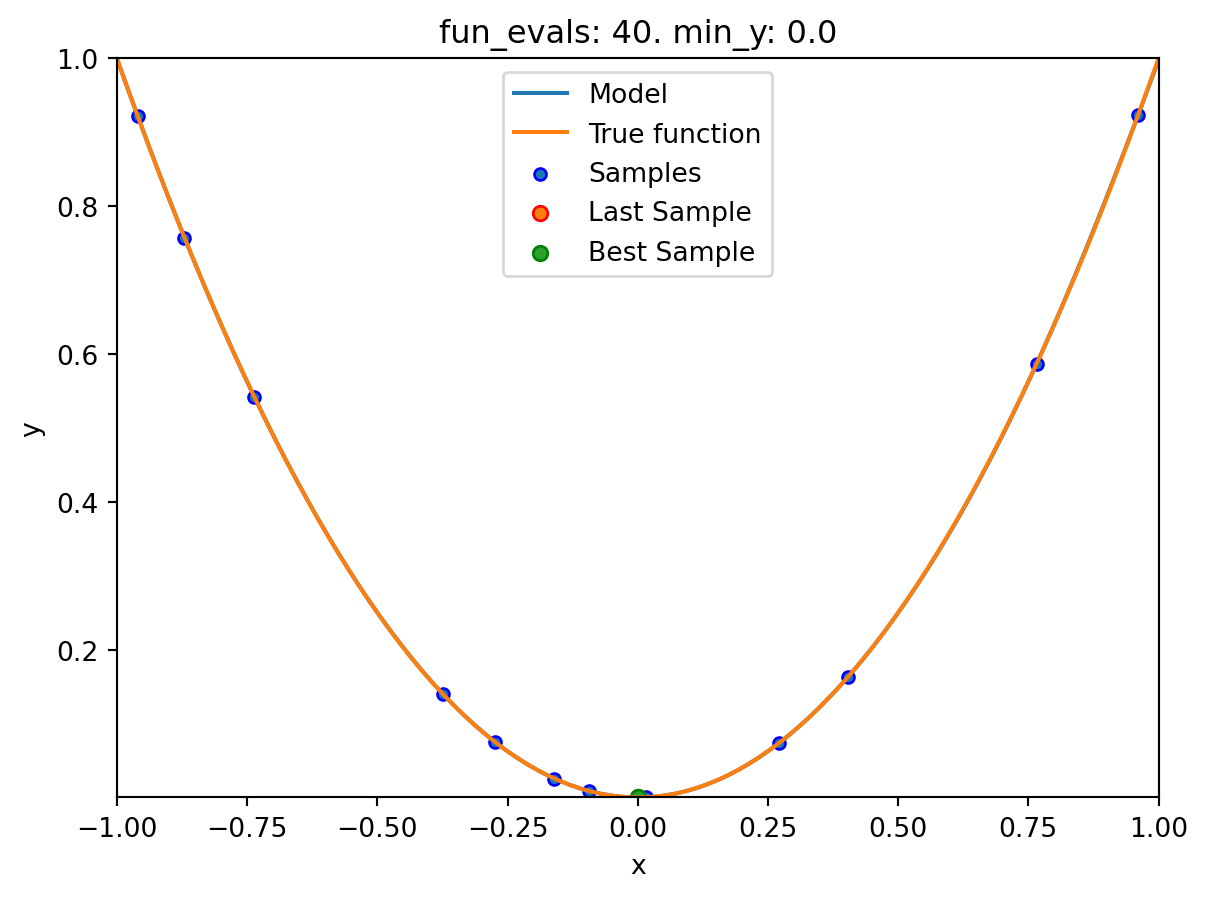 fun_evals: 40. min_y: 0.0
Model
True function
Samples
Last Sample
Best Sample
1.0
0.8
0.6
0.4
0.2
y
−1.00 −0.75 −0.50 −0.25 0.00 0.25 0.50 0.75 1.00
x